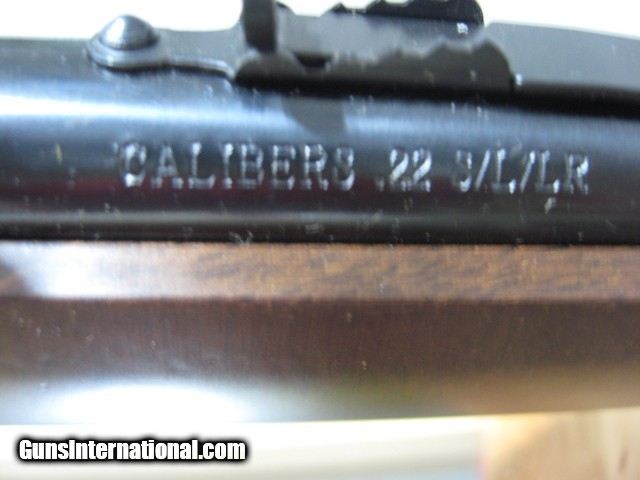 CALIBERS .22 S/L/LR
GunsInternational.com